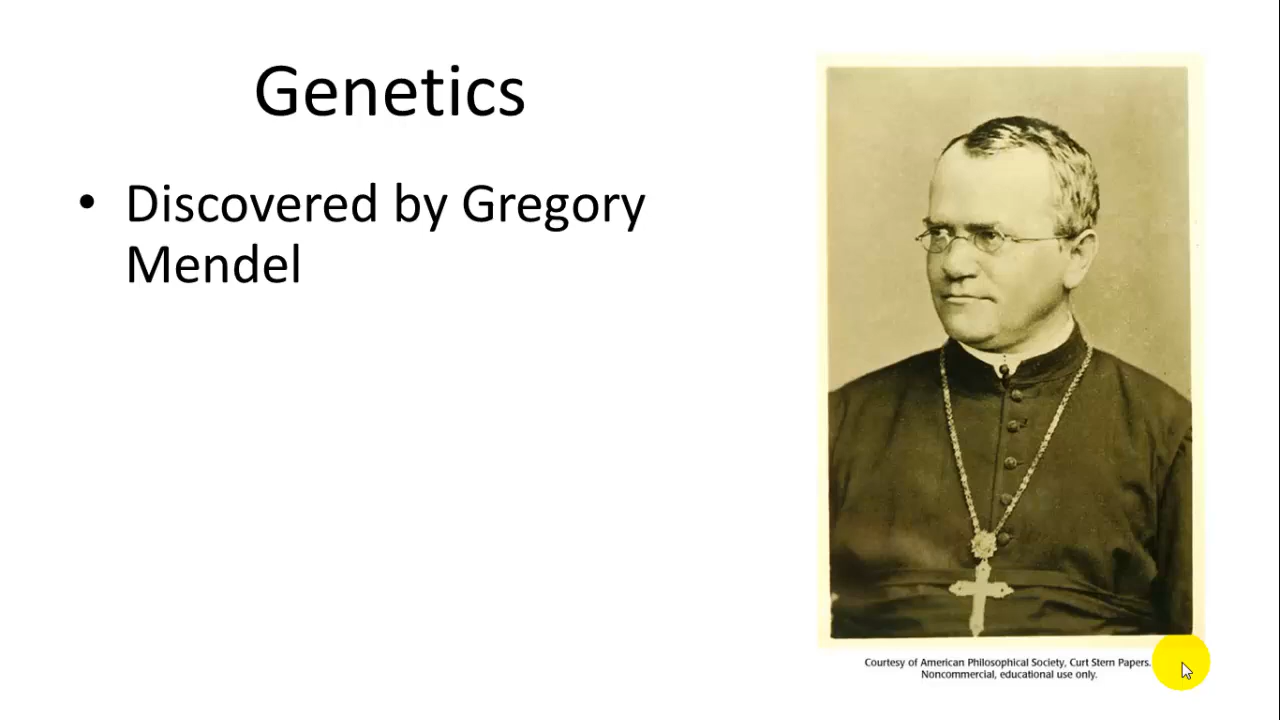 Genetics
• Discovered by Gregory
Mendel
Courtesy of American Philosophical Society, Curt Stern Papers.
Noncommercial, educational use only.